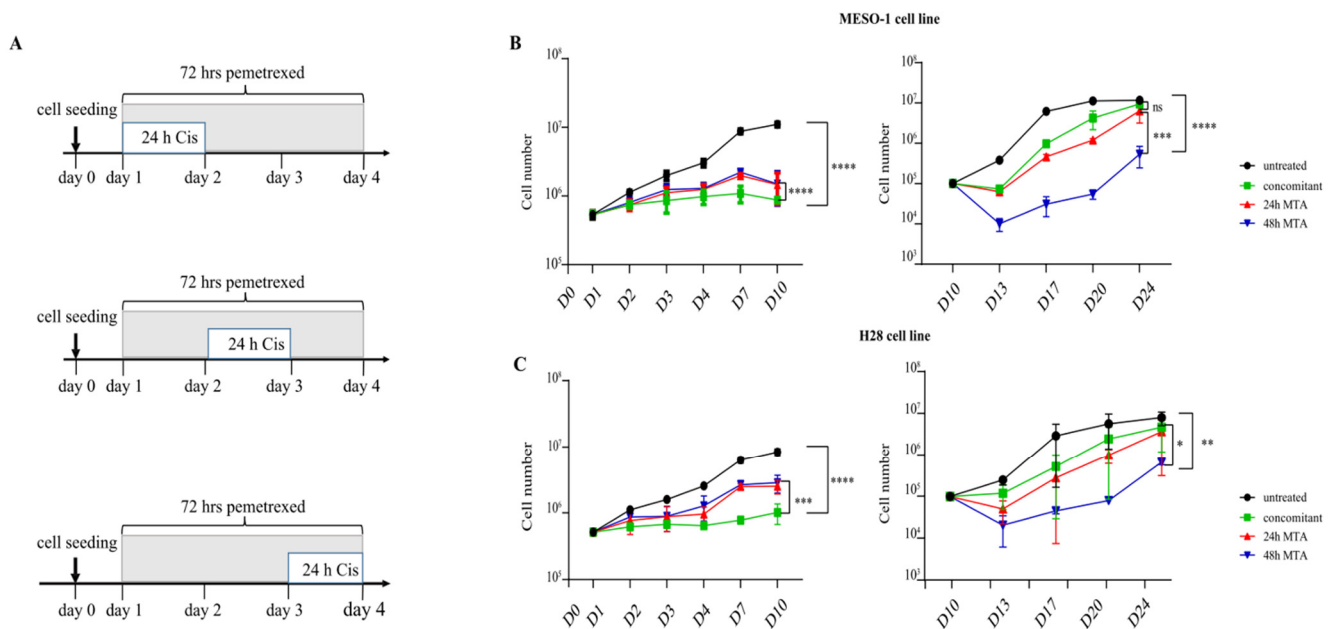 MESO-1 cell line
A
72 hrs pemetrexed
cell seeding
24 h Cis
day 0 day 1 day 2 day 3 day 4
72 hrs pemetrexed
cell seeding
24 h Cis
day 0 day 1 day 2 day 3 day 4
72 hrs pemetrexed
cell seeding
24 h Cis
day 0 day 1 day 2 day 3 day 4
B
Cell number
10⁸
10⁷
10⁶
10⁵
D0 D1 D2 D3 D4 D7 D10
****
****
Cell number
10⁸
10⁷
10⁶
10⁵
10⁴
10³
D10 D13 D17 D20 D24
ns
***
****
untreated
concomitant
24h MTA
48h MTA
H28 cell line
C
Cell number
10⁸
10⁷
10⁶
10⁵
D0 D1 D2 D3 D4 D7 D10
***
****
Cell number
10⁸
10⁷
10⁶
10⁵
10⁴
10³
D10 D13 D17 D20 D24
*
**
untreated
concomitant
24h MTA
48h MTA